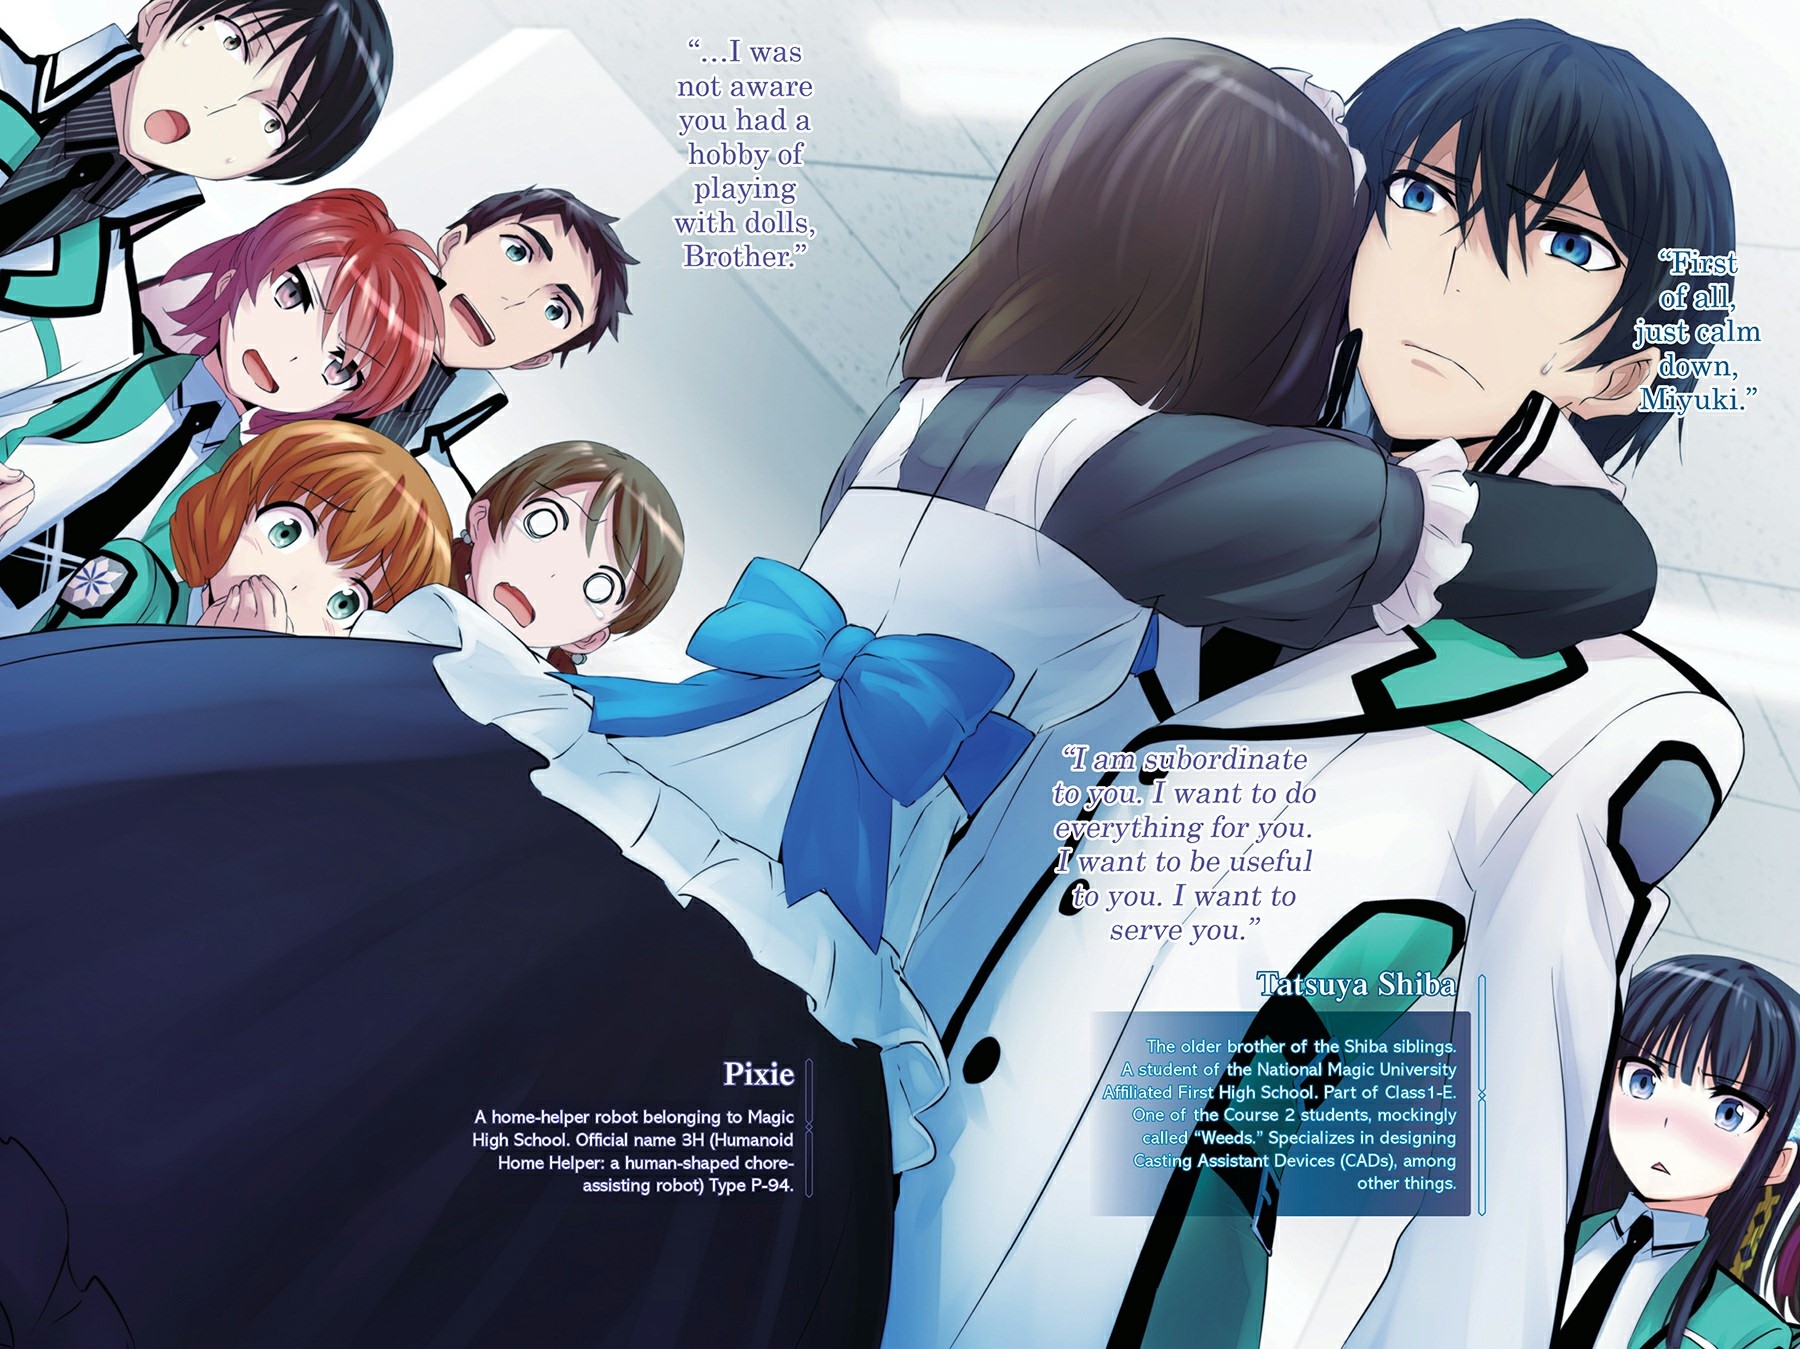 “...I was
not aware
you had a
hobby of
playing
with dolls,
Brother.”
“First
of all,
just calm
down,
Miyuki.”
“I am subordinate
to you. I want to do
everything for you.
I want to be useful
to you. I want to
serve you.”
Tatsuya Shiba
The older brother of the Shiba siblings.
A student of the National Magic University
Affiliated First High School. Part of Class1-E.
One of the Course 2 students, mockingly
called “Weeds.” Specializes in designing
Casting Assistant Devices (CADs), among
other things.
Pixie
A home-helper robot belonging to Magic
High School. Official name 3H (Humanoid
Home Helper: a human-shaped chore-
assisting robot) Type P-94.